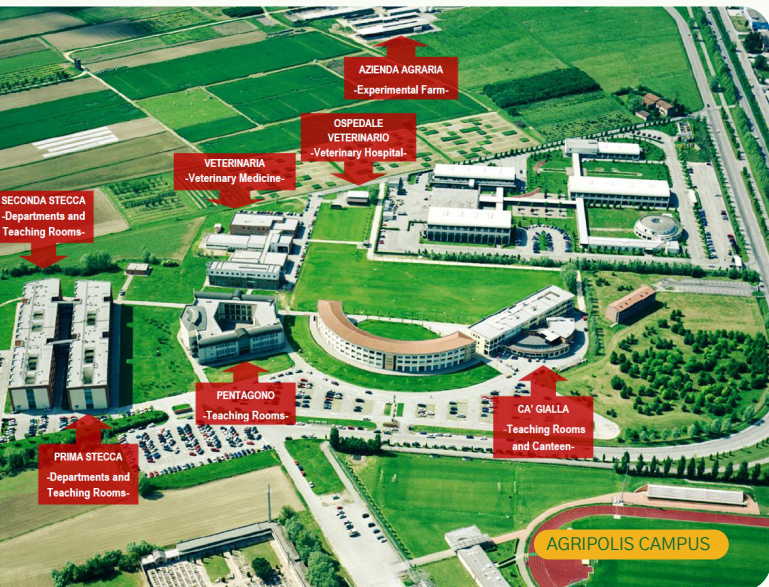 AZIENDA AGRARIA
-Experimental Farm-
OSPEDALE
VETERINARIO
-Veterinary Hospital-
VETERINARIA
-Veterinary Medicine-
SECONDA STECCA
-Departments and
Teaching Rooms-
PENTAGONO
-Teaching Rooms-
CA' GIALLA
-Teaching Rooms
and Canteen-
PRIMA STECCA
-Departments and
Teaching Rooms-
AGRIPOLIS CAMPUS